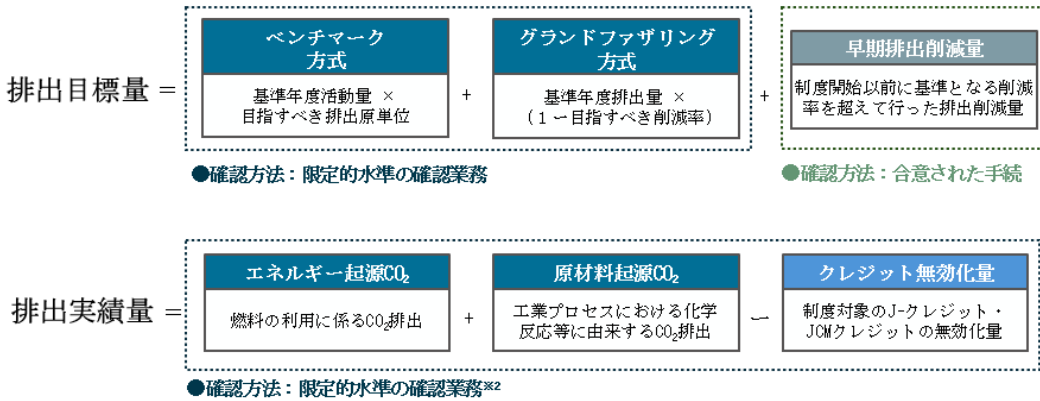 ベンチマーク
方式
グランドファザリング
方式
早期排出削減量
排出目標量 =
基準年度活動量 ×
目指すべき排出原単位
+
基準年度排出量 ×
(1ー目指すべき削減率)
+
制度開始以前に基準となる削減
率を超えて行った排出削減量
●確認方法：限定的水準の確認業務
●確認方法：合意された手続
エネルギー起源CO₂
原材料起源CO₂
クレジット無効化量
排出実績量 =
燃料の利用に係るCO₂排出
+
工業プロセスにおける化学
反応等に由来するCO₂排出
ー
制度対象のJ-クレジット・
JCMクレジットの無効化量
●確認方法：限定的水準の確認業務※2